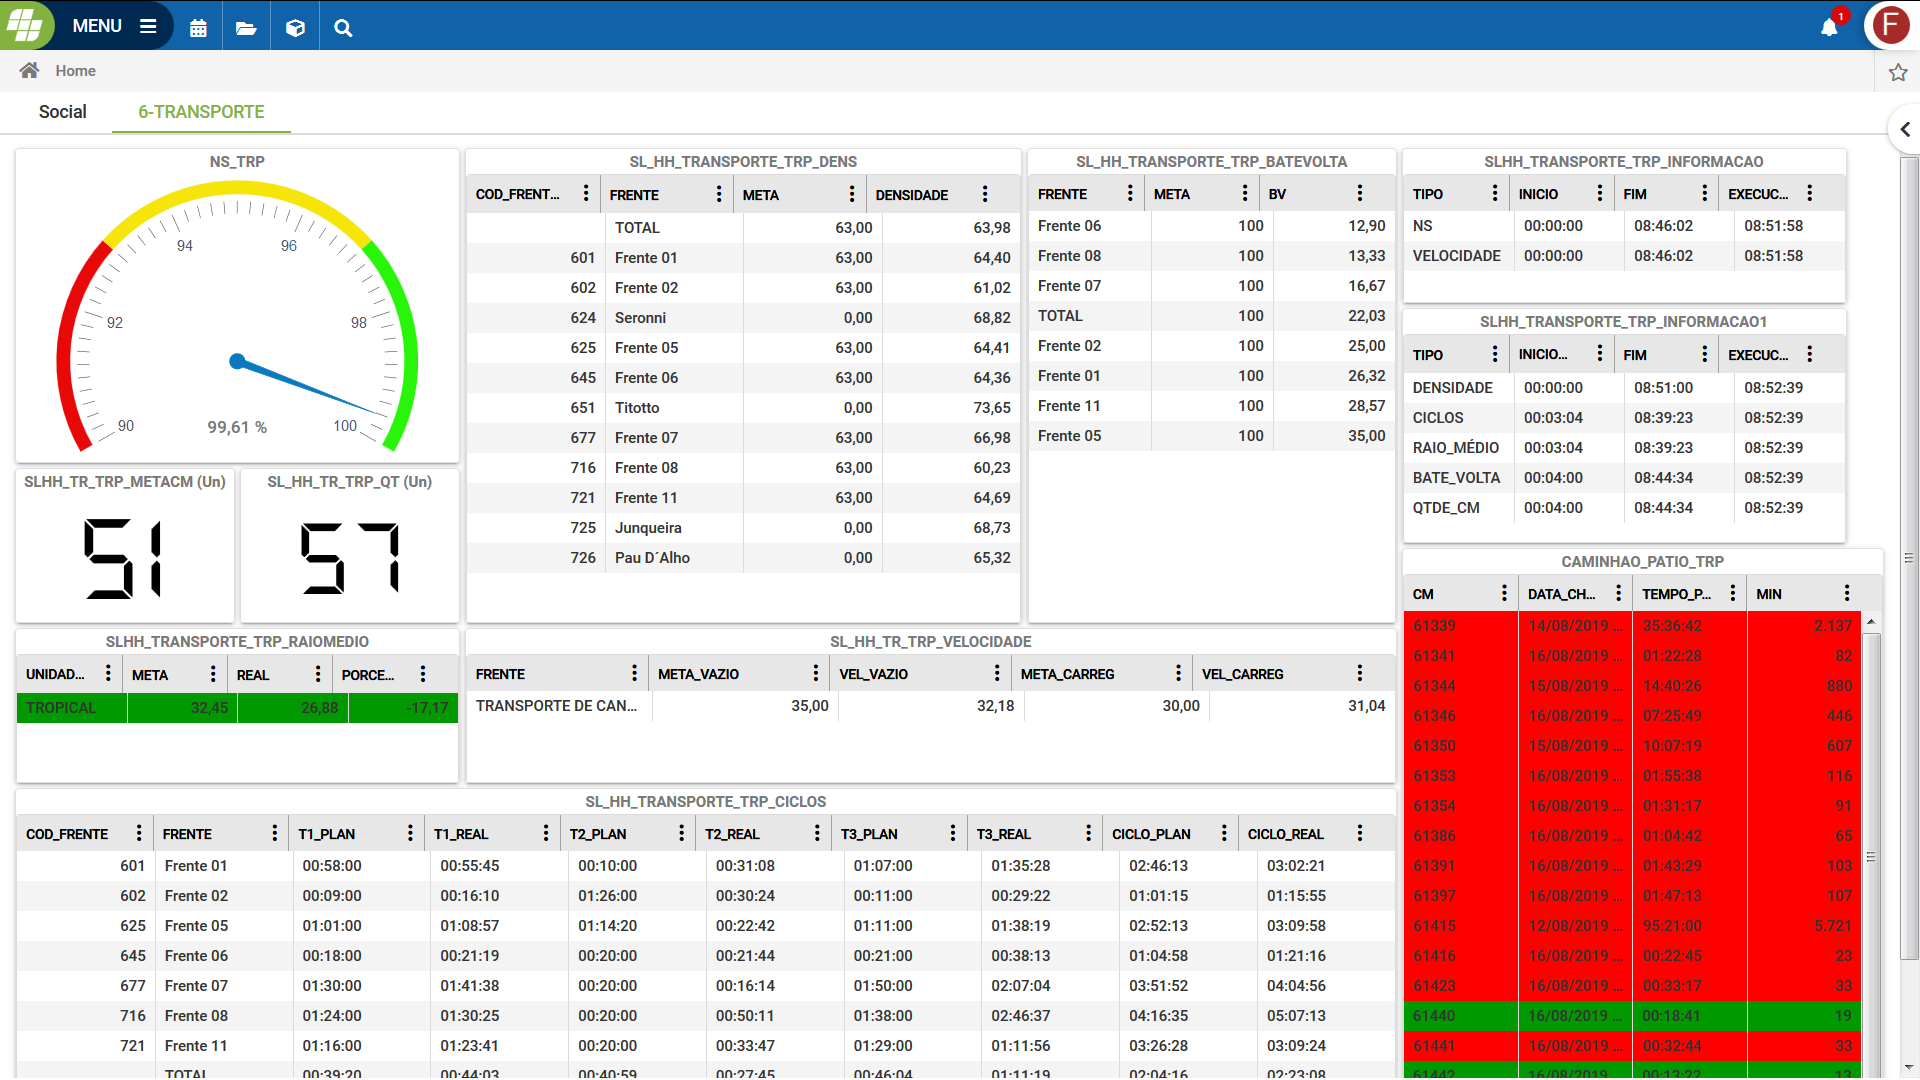 MENU
1
F
Home
Social
6-TRANSPORTE
NS_TRP
90
92
94
96
98
100
99,61 %
SLHH_TR_TRP_METACM (Un)
51
SL_HH_TR_TRP_QT (Un)
57
SL_HH_TRANSPORTE_TRP_DENS
COD_FRENT... FRENTE META DENSIDADE
TOTAL 63,00 63,98
601 Frente 01 63,00 64,40
602 Frente 02 63,00 61,02
624 Seronni 0,00 68,82
625 Frente 05 63,00 64,41
645 Frente 06 63,00 64,36
651 Titotto 0,00 73,65
677 Frente 07 63,00 66,98
716 Frente 08 63,00 60,23
721 Frente 11 63,00 64,69
725 Junqueira 0,00 68,73
726 Pau D´Alho 0,00 65,32
SL_HH_TRANSPORTE_TRP_BATEVOLTA
FRENTE META BV
Frente 06 100 12,90
Frente 08 100 13,33
Frente 07 100 16,67
TOTAL 100 22,03
Frente 02 100 25,00
Frente 01 100 26,32
Frente 11 100 28,57
Frente 05 100 35,00
SLHH_TRANSPORTE_TRP_INFORMACAO
TIPO INICIO FIM EXECUC...
NS 00:00:00 08:46:02 08:51:58
VELOCIDADE 00:00:00 08:46:02 08:51:58
SLHH_TRANSPORTE_TRP_INFORMACAO1
TIPO INICIO... FIM EXECUC...
DENSIDADE 00:00:00 08:51:00 08:52:39
CICLOS 00:03:04 08:39:23 08:52:39
RAIO_MÉDIO 00:03:04 08:39:23 08:52:39
BATE_VOLTA 00:04:00 08:44:34 08:52:39
QTDE_CM 00:04:00 08:44:34 08:52:39
SLHH_TRANSPORTE_TRP_RAIOMEDIO
UNIDAD... META REAL PORCE...
TROPICAL 32,45 26,88 -17,17
SL_HH_TR_TRP_VELOCIDADE
FRENTE META_VAZIO VEL_VAZIO META_CARREG VEL_CARREG
TRANSPORTE DE CAN... 35,00 32,18 30,00 31,04
CAMINHAO_PATIO_TRP
CM DATA_CH... TEMPO_P... MIN
61339 14/08/2019 ... 35:36:42 2.137
61341 16/08/2019 ... 01:22:28 82
61344 15/08/2019 ... 14:40:26 880
61346 16/08/2019 ... 07:25:49 446
61350 15/08/2019 ... 10:07:19 607
61353 16/08/2019 ... 01:55:38 116
61354 16/08/2019 ... 01:31:17 91
61386 16/08/2019 ... 01:04:42 65
61391 16/08/2019 ... 01:43:29 103
61397 16/08/2019 ... 01:47:13 107
61415 12/08/2019 ... 95:21:00 5.721
61416 16/08/2019 ... 00:22:45 23
61423 16/08/2019 ... 00:33:17 33
61440 16/08/2019 ... 00:18:41 19
61441 16/08/2019 ... 00:32:44 33
61442 16/08/2019 ... 00:13:22 13
SL_HH_TRANSPORTE_TRP_CICLOS
COD_FRENTE FRENTE T1_PLAN T1_REAL T2_PLAN T2_REAL T3_PLAN T3_REAL CICLO_PLAN CICLO_REAL
601 Frente 01 00:58:00 00:55:45 00:10:00 00:31:08 01:07:00 01:35:28 02:46:13 03:02:21
602 Frente 02 00:09:00 00:16:10 01:26:00 00:30:24 00:11:00 00:29:22 01:01:15 01:15:55
625 Frente 05 01:01:00 01:08:57 01:14:20 00:22:42 01:11:00 01:38:19 02:52:13 03:09:58
645 Frente 06 00:18:00 00:21:19 00:20:00 00:21:44 00:21:00 00:38:13 01:04:58 01:21:16
677 Frente 07 01:30:00 01:41:38 00:20:00 00:16:14 01:50:00 02:07:04 03:51:52 04:04:56
716 Frente 08 01:24:00 01:30:25 00:20:00 00:50:11 01:38:00 02:46:37 04:16:35 05:07:13
721 Frente 11 01:16:00 01:23:41 00:20:00 00:33:47 01:29:00 01:11:56 03:26:28 03:09:24
TOTAL 00:39:20 00:44:03 00:40:59 00:27:45 00:46:04 01:11:19 02:04:16 02:23:08